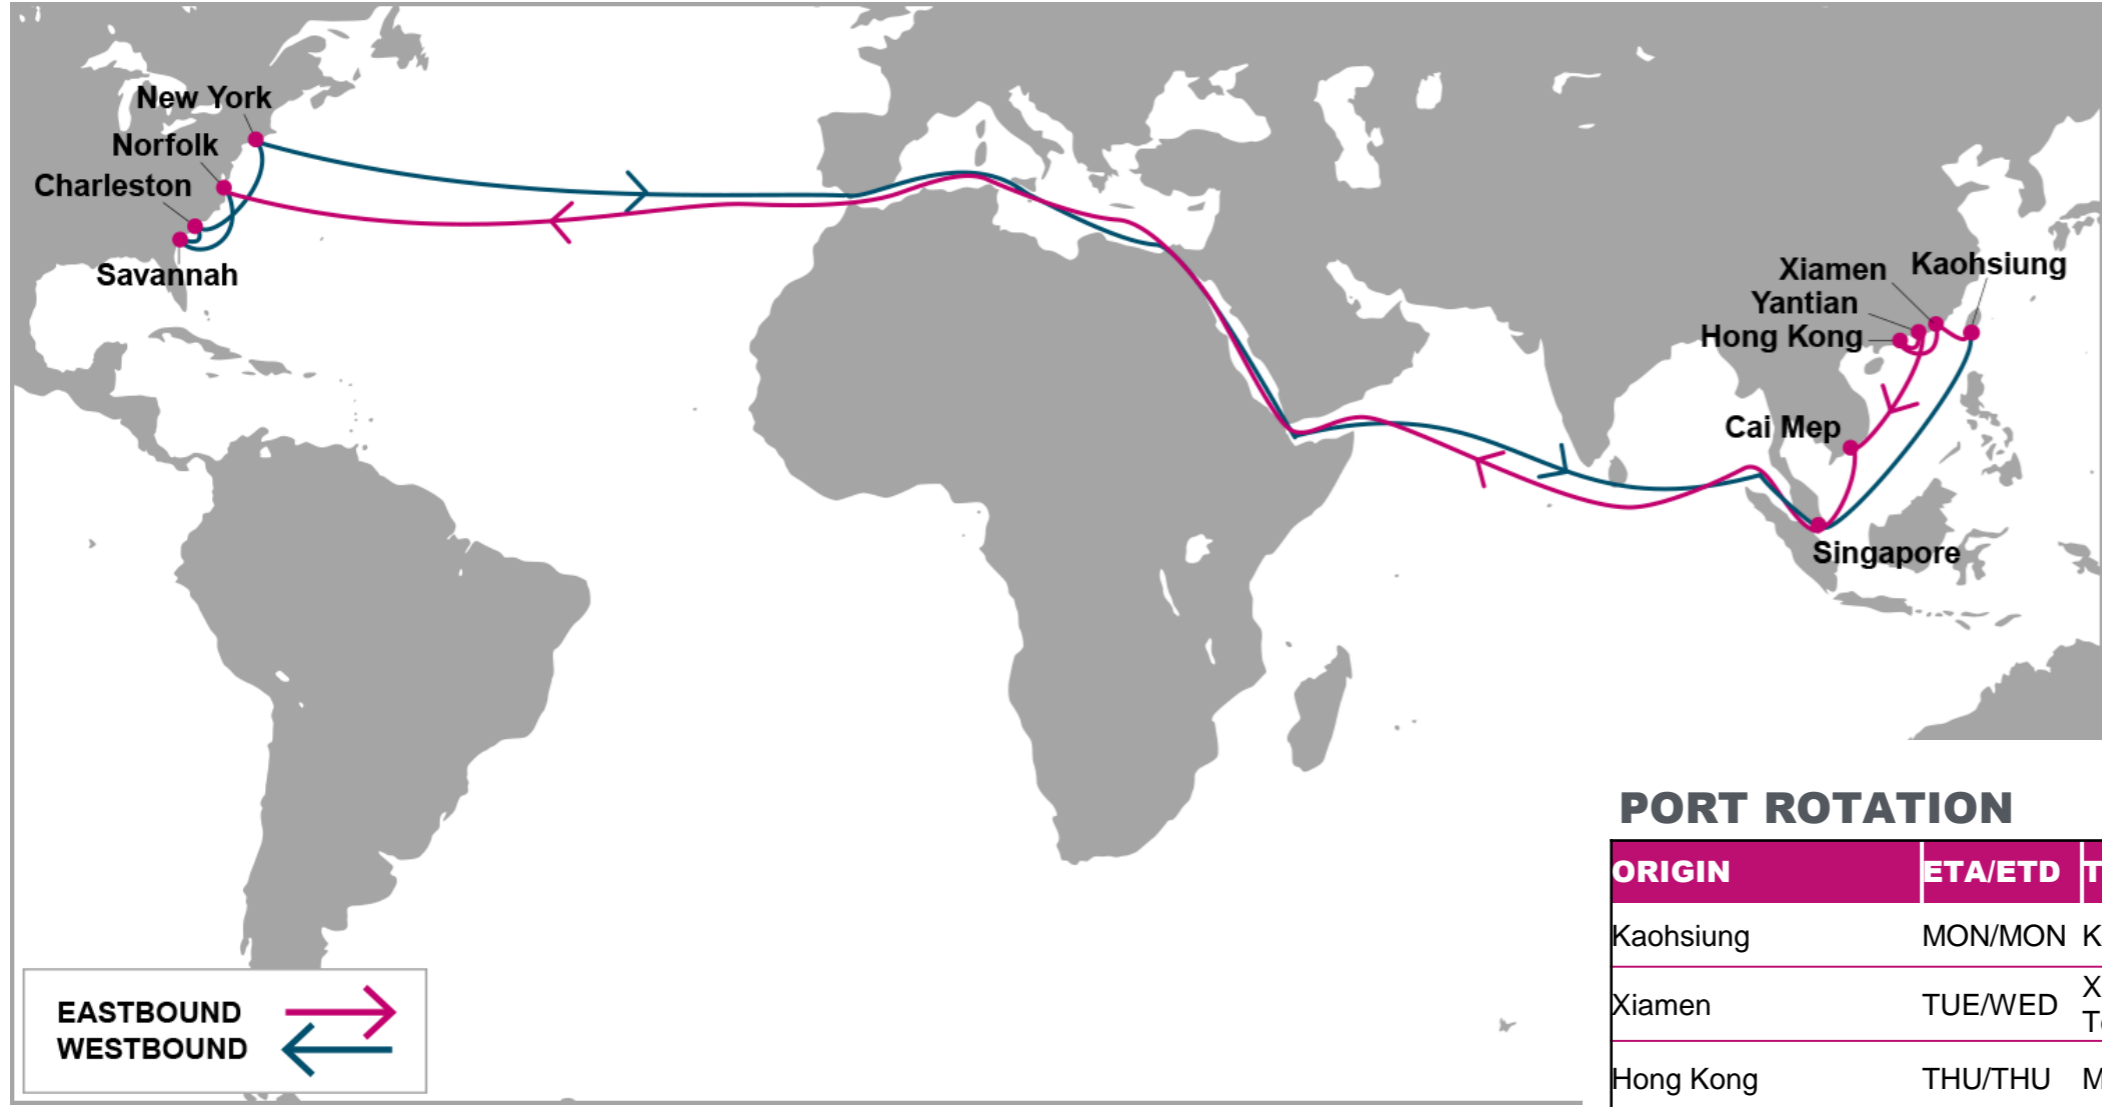 New York
Norfolk
Charleston
Savannah
Xiamen
Kaohsiung
Yantian
Hong Kong
Cai Mep
Singapore
EASTBOUND
WESTBOUND
PORT ROTATION
ORIGIN ETA/ETD
Kaohsiung MON/MON
Xiamen TUE/WED
Hong Kong THU/THU